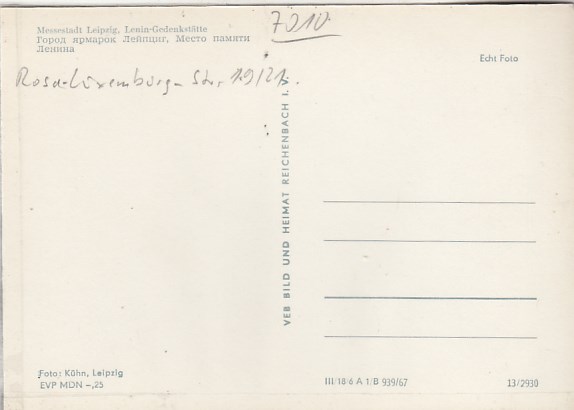 Messestadt Leipzig, Lenin-Gedenkstätte
Город ярмарок Лейпциг, Место памяти
Ленина
7010
Echt Foto
Rosa-Luxemburg-Str. 19/21.
VEB BILD UND HEIMAT REICHENBACH I. V.
Foto: Kühn, Leipzig
EVP MDN -,25
III/18/6 A 1/B 939/67
13/2930